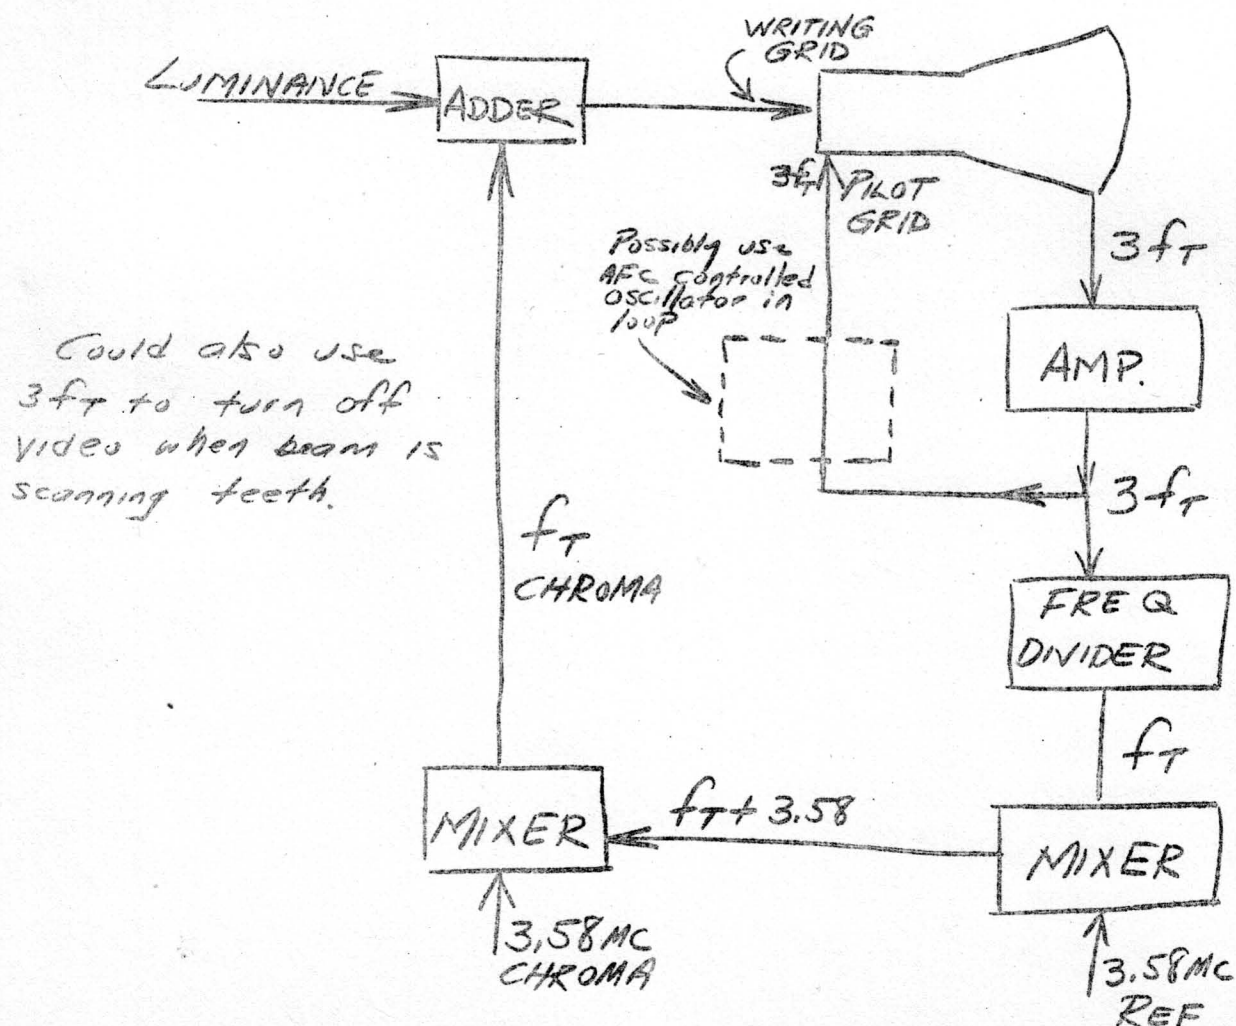 WRITING
GRID
LUMINANCE
ADDER
3fT PILOT
GRID
3fT
Possibly use
AFC controlled
oscillator in
loop
AMP.
Could also use
3fT to turn off
video when beam is
scanning teeth.
3fT
fT
CHROMA
FREQ
DIVIDER
fT
MIXER
fT + 3.58
MIXER
3.58MC
CHROMA
3.58MC
REF